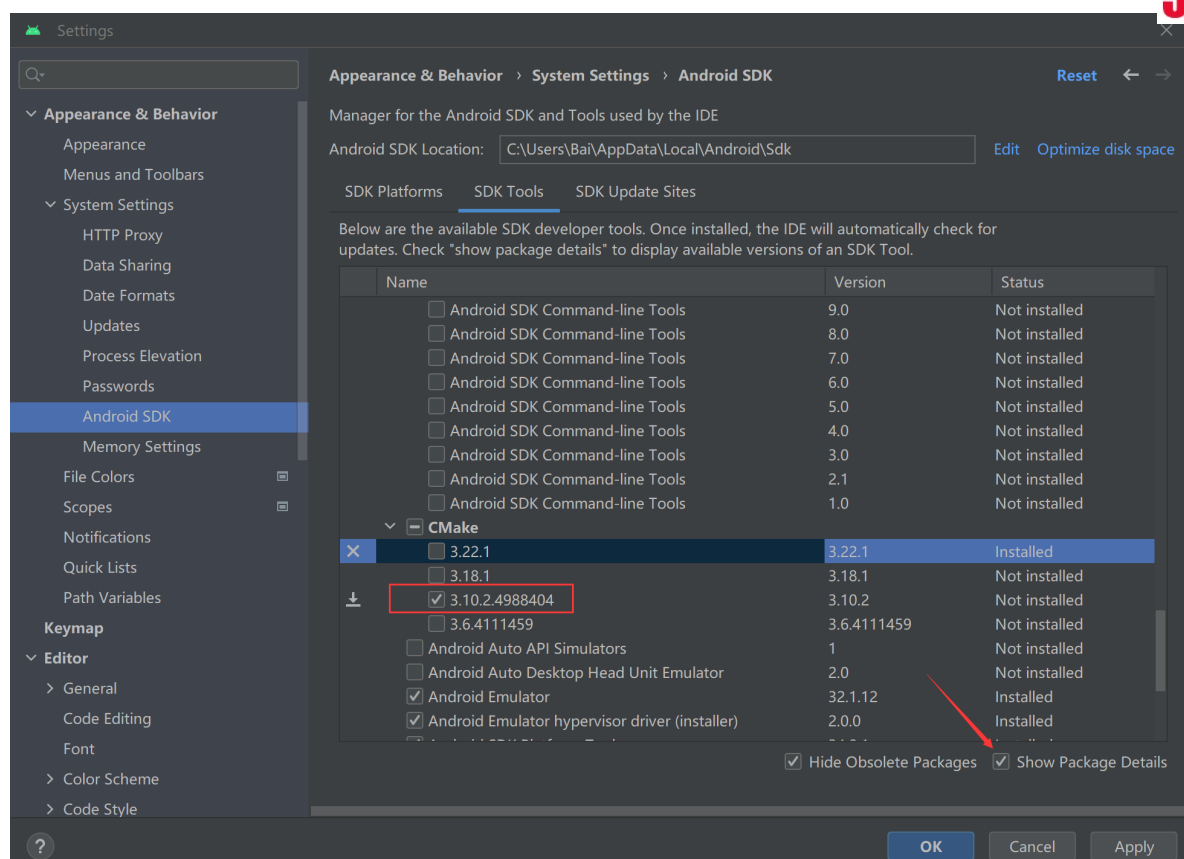 Settings
Appearance & Behavior
Appearance
Menus and Toolbars
System Settings
HTTP Proxy
Data Sharing
Date Formats
Updates
Process Elevation
Passwords
Android SDK
Memory Settings
File Colors
Scopes
Notifications
Quick Lists
Path Variables
Keymap
Editor
General
Code Editing
Font
Color Scheme
Code Style
Appearance & Behavior › System Settings › Android SDK Reset
Manager for the Android SDK and Tools used by the IDE
Android SDK Location: C:\Users\Bai\AppData\Local\Android\Sdk Edit Optimize disk space
SDK Platforms SDK Tools SDK Update Sites
Below are the available SDK developer tools. Once installed, the IDE will automatically check for
updates. Check "show package details" to display available versions of an SDK Tool.
Name Version Status
Android SDK Command-line Tools 9.0 Not installed
Android SDK Command-line Tools 8.0 Not installed
Android SDK Command-line Tools 7.0 Not installed
Android SDK Command-line Tools 6.0 Not installed
Android SDK Command-line Tools 5.0 Not installed
Android SDK Command-line Tools 4.0 Not installed
Android SDK Command-line Tools 3.0 Not installed
Android SDK Command-line Tools 2.1 Not installed
Android SDK Command-line Tools 1.0 Not installed
CMake
3.22.1 3.22.1 Installed
3.18.1 3.18.1 Not installed
3.10.2.4988404 3.10.2 Not installed
3.6.4111459 3.6.4111459 Not installed
Android Auto API Simulators 1 Not installed
Android Auto Desktop Head Unit Emulator 2.0 Not installed
Android Emulator 32.1.12 Installed
Android Emulator hypervisor driver (installer) 2.0.0 Installed
Hide Obsolete Packages Show Package Details
? OK Cancel Apply